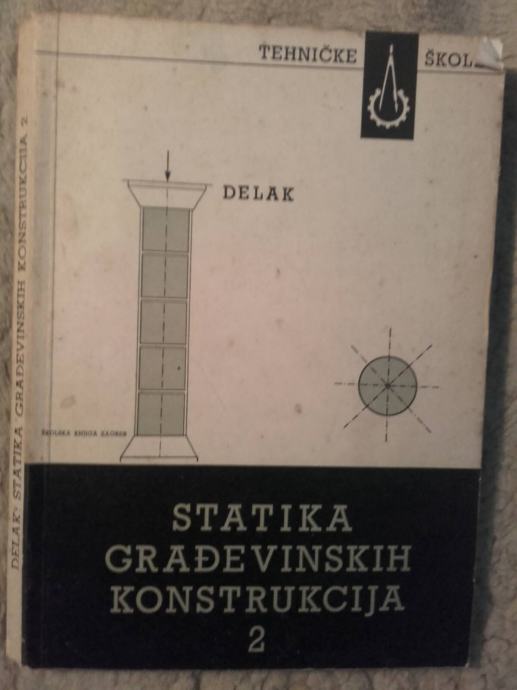 TEHNIČKE ŠKOL
DELAK
ŠKOLSKA KNJIGA ZAGREB
STATIKA
GRAĐEVINSKIH
KONSTRUKCIJA
2
DELAK: STATIKA GRAĐEVINSKIH KONSTRUKCIJA 2